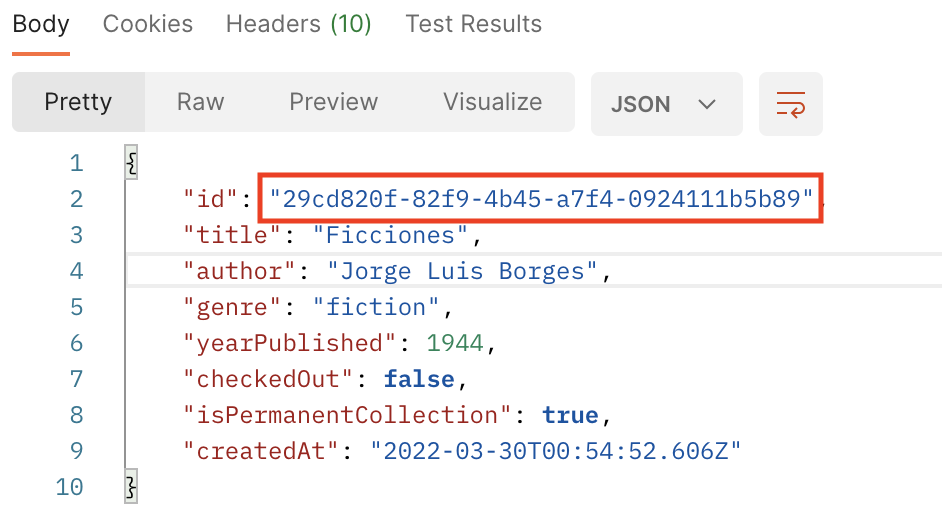 Body Cookies Headers (10) Test Results
Pretty Raw Preview Visualize JSON
1 {
2 "id": "29cd820f-82f9-4b45-a7f4-0924111b5b89",
3 "title": "Ficciones",
4 "author": "Jorge Luis Borges",
5 "genre": "fiction",
6 "yearPublished": 1944,
7 "checkedOut": false,
8 "isPermanentCollection": true,
9 "createdAt": "2022-03-30T00:54:52.606Z"
10 }